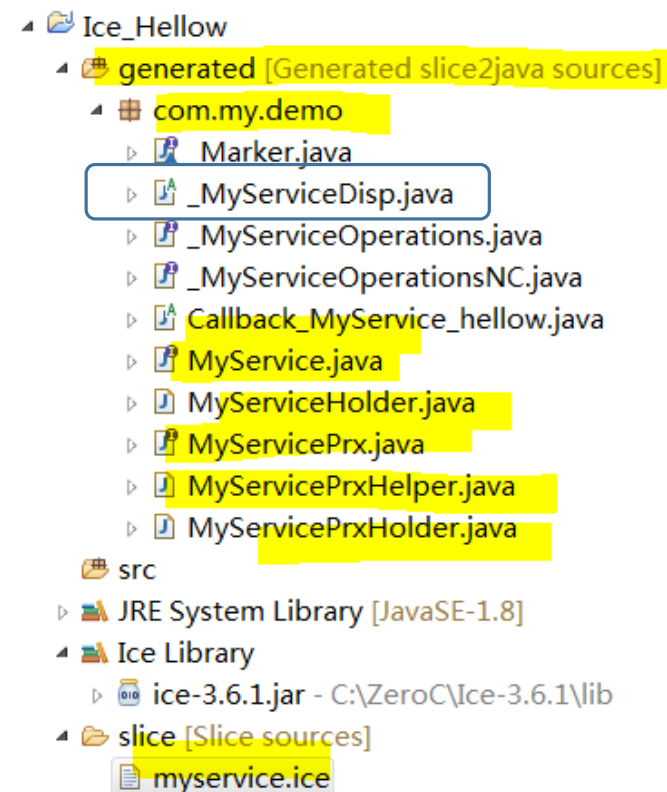 Ice_Hellow
generated [Generated slice2java sources]
com.my.demo
_Marker.java
_MyServiceDisp.java
_MyServiceOperations.java
_MyServiceOperationsNC.java
Callback_MyService_hellow.java
MyService.java
MyServiceHolder.java
MyServicePrx.java
MyServicePrxHelper.java
MyServicePrxHolder.java
src
JRE System Library [JavaSE-1.8]
Ice Library
ice-3.6.1.jar - C:\ZeroC\Ice-3.6.1\lib
slice [Slice sources]
myservice.ice